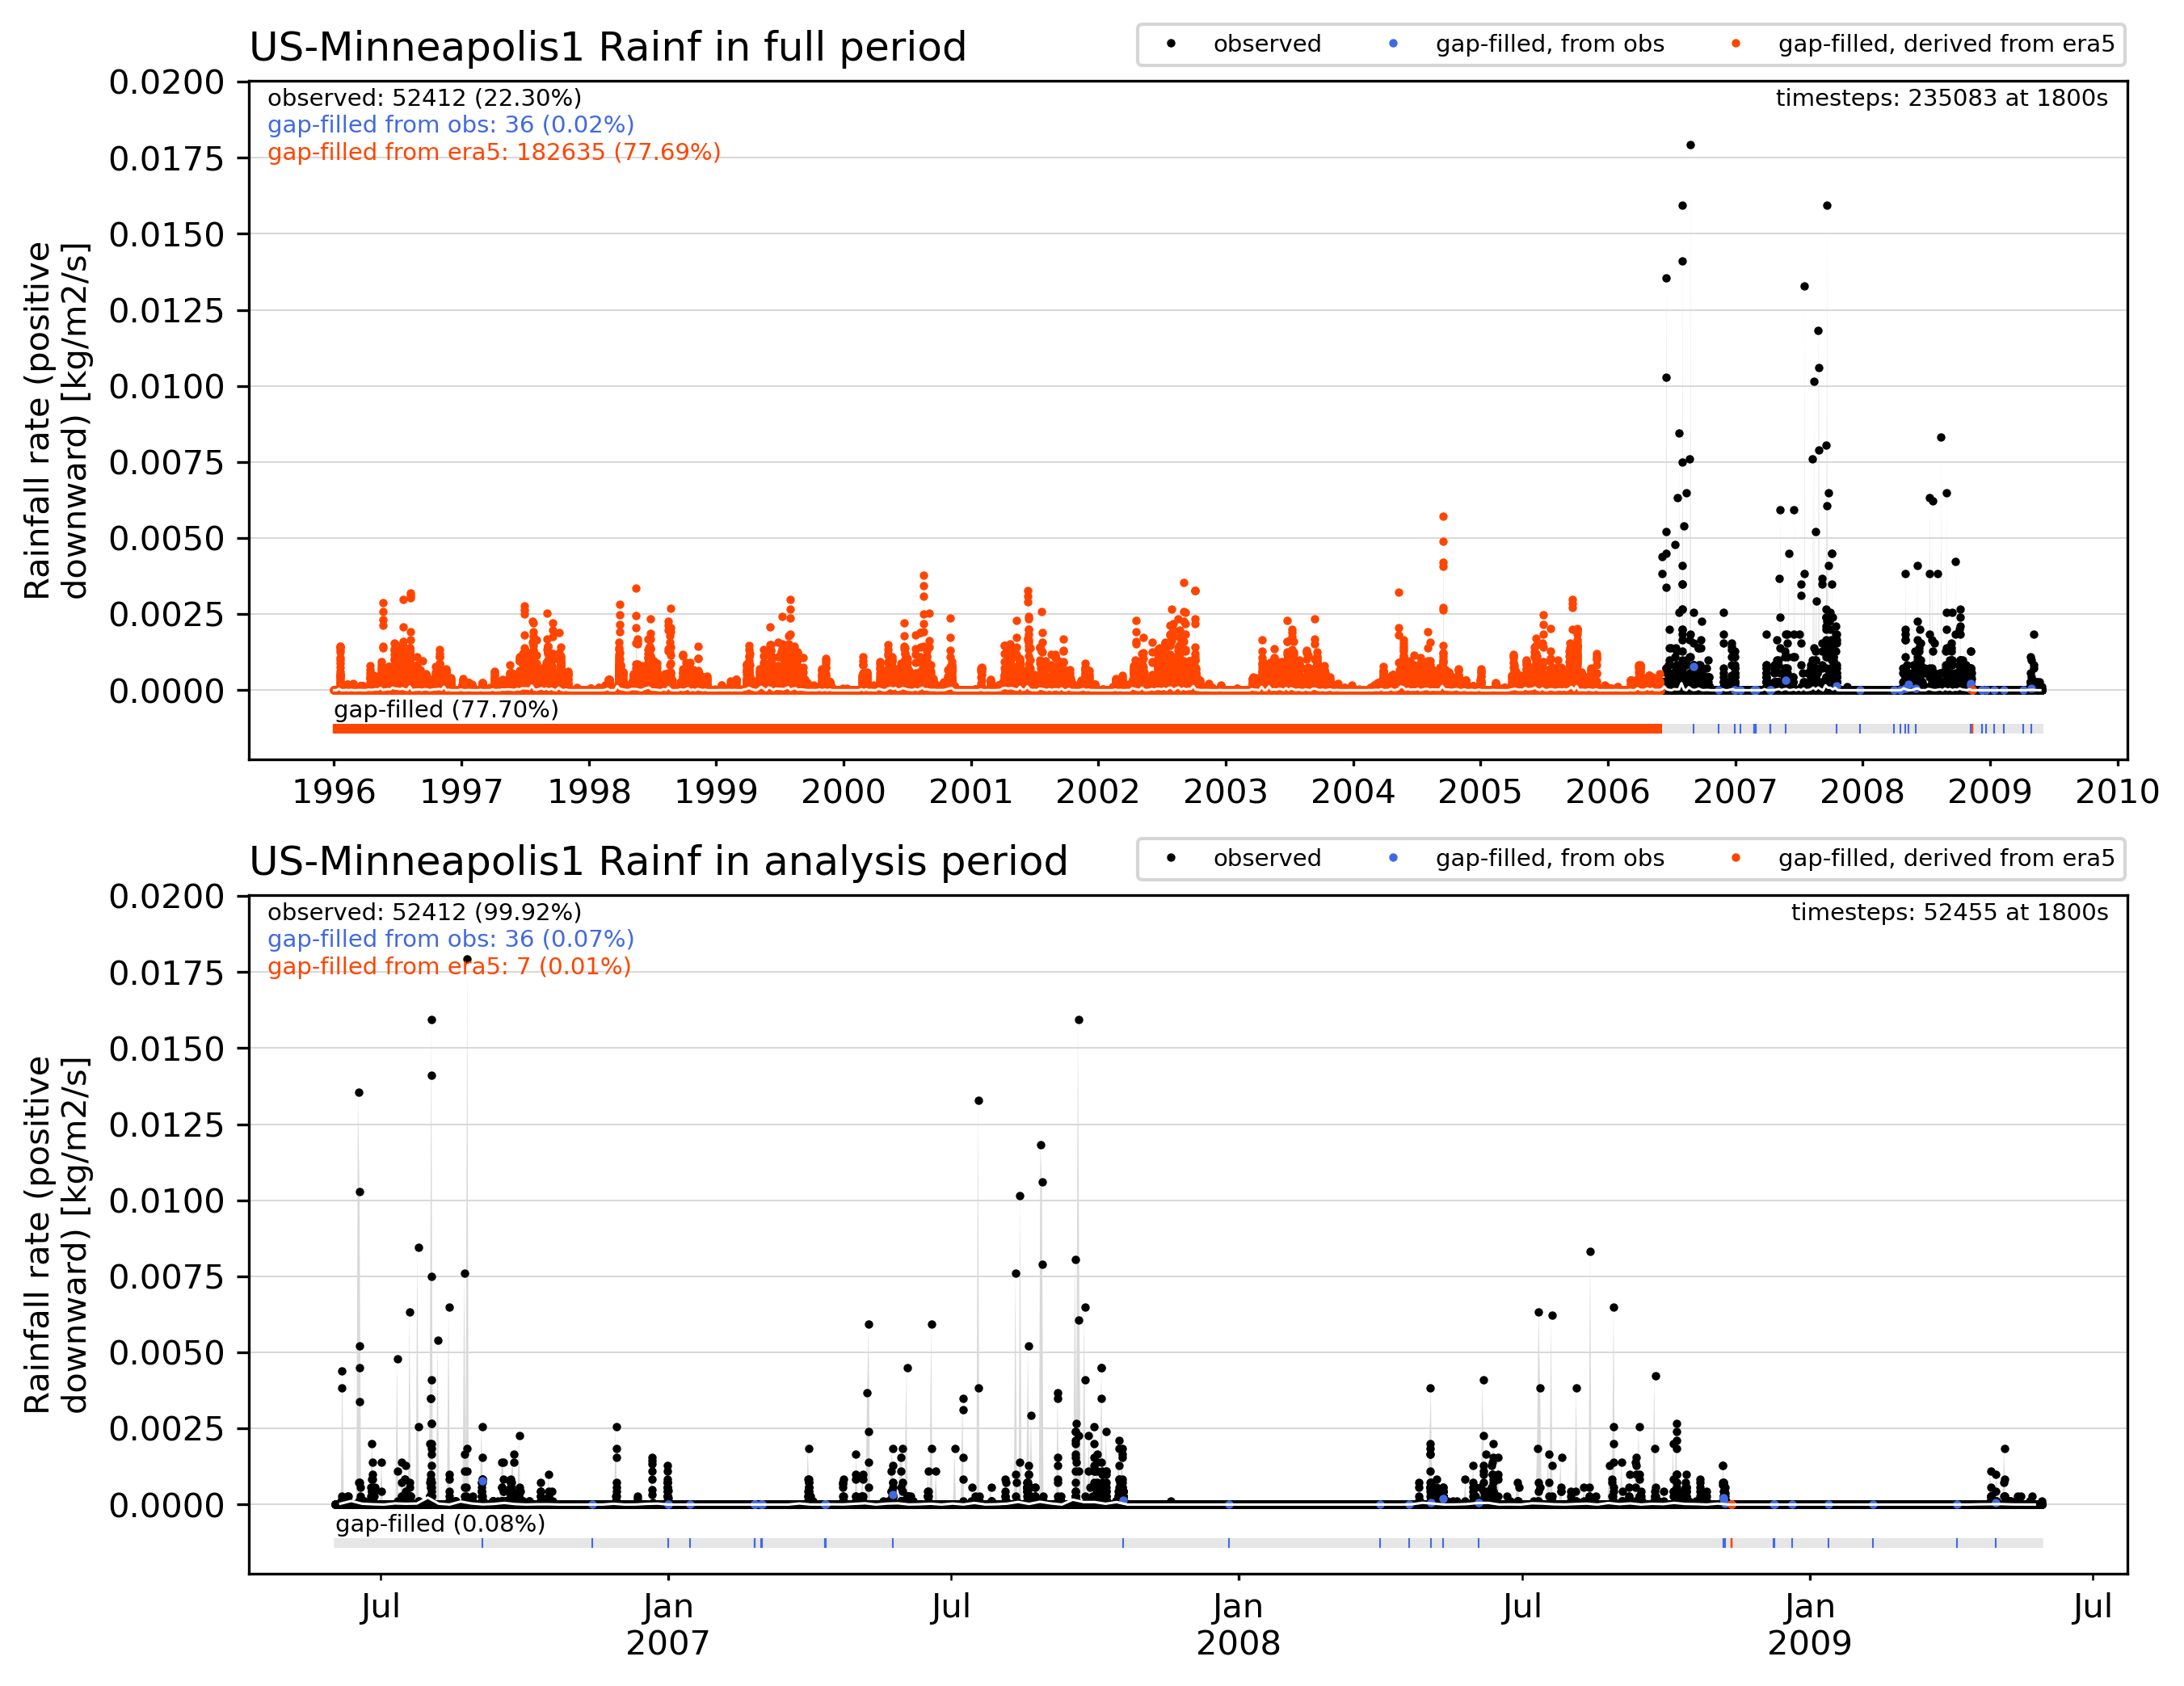 US-Minneapolis1 Rainf in full period
observed
gap-filled, from obs
gap-filled, derived from era5
observed: 52412 (22.30%)
gap-filled from obs: 36 (0.02%)
gap-filled from era5: 182635 (77.69%)
timesteps: 235083 at 1800s
Rainfall rate (positive
downward) [kg/m2/s]
0.0200
0.0175
0.0150
0.0125
0.0100
0.0075
0.0050
0.0025
0.0000
gap-filled (77.70%)
1996 1997 1998 1999 2000 2001 2002 2003 2004 2005 2006 2007 2008 2009 2010
US-Minneapolis1 Rainf in analysis period
observed
gap-filled, from obs
gap-filled, derived from era5
observed: 52412 (99.92%)
gap-filled from obs: 36 (0.07%)
gap-filled from era5: 7 (0.01%)
timesteps: 52455 at 1800s
Rainfall rate (positive
downward) [kg/m2/s]
0.0200
0.0175
0.0150
0.0125
0.0100
0.0075
0.0050
0.0025
0.0000
gap-filled (0.08%)
Jul Jan Jul Jan Jul Jan Jul
2007 2008 2009